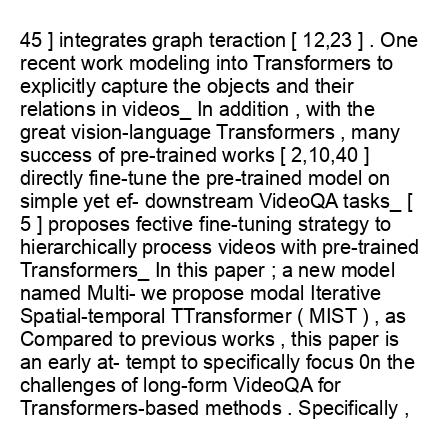 45 ] integrates graph teraction [ 12,23 ] . One
recent work modeling into Transformers to
explicitly capture the objects and their
relations in videos_ In addition , with the
great vision-language Transformers , many
success of pre-trained works [ 2,10,40 ]
directly fine-tune the pre-trained model on
simple yet ef- downstream VideoQA tasks_ [
5 ] proposes fective fine-tuning strategy to
hierarchically process videos with pre-trained
Transformers_ In this paper ; a new model
named Multi- we propose modal Iterative
Spatial-temporal TTransformer ( MIST ) , as
Compared to previous works , this paper is
an early at- tempt to specifically focus 0n the
challenges of long-form VideoQA for
Transformers-based methods . Specifically ,